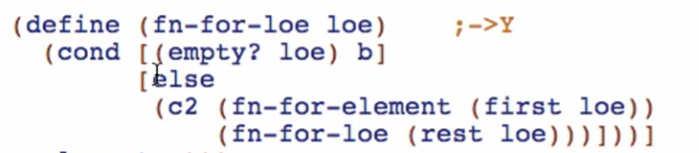 (define (fn-for-loe loe) ;->Y
(cond [(empty? loe) b]
[else
(c2 (fn-for-element (first loe))
(fn-for-loe (rest loe)))]))]